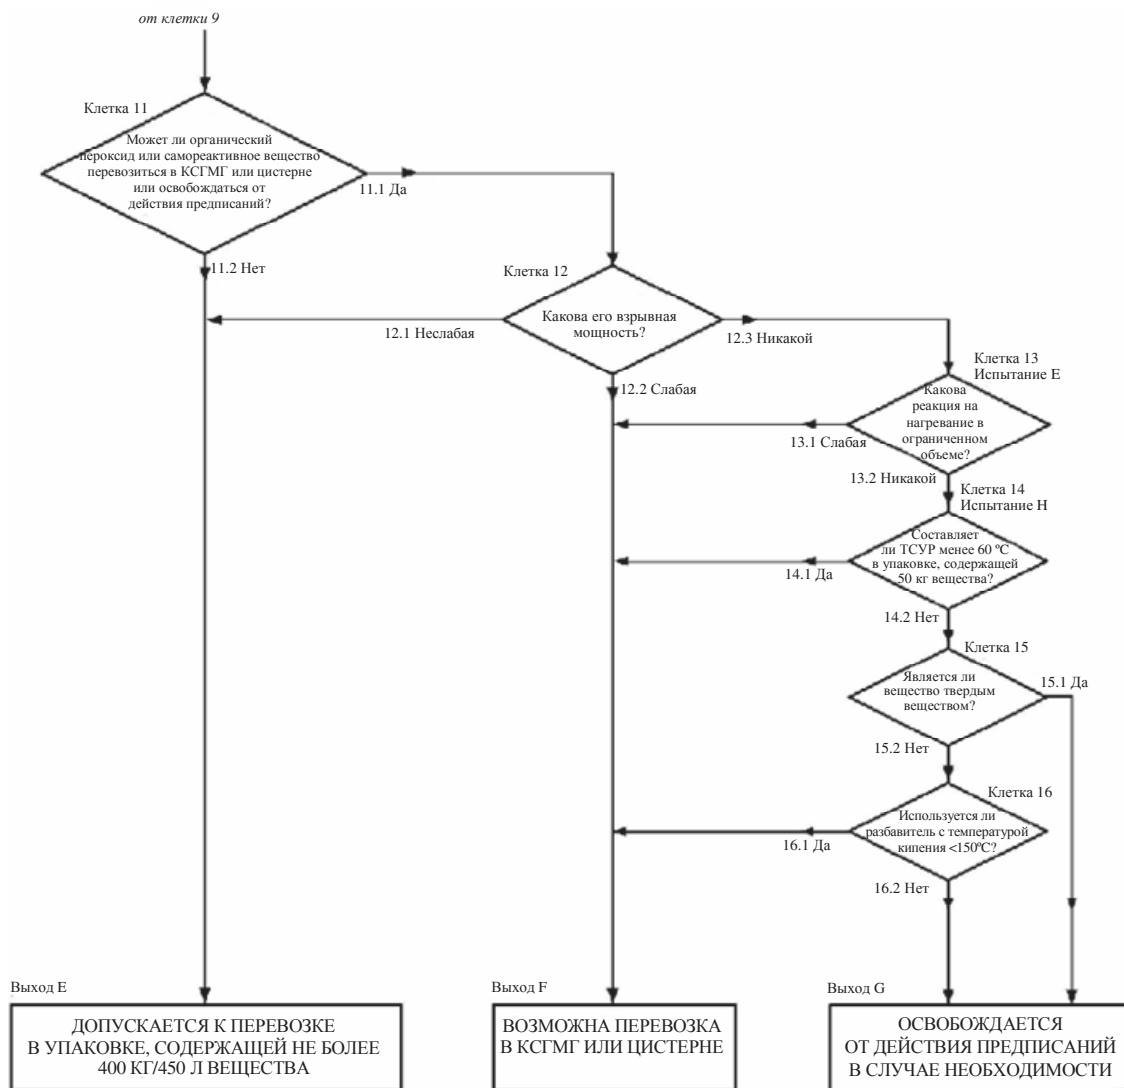 от клетки 9
Клетка 11
Может ли органический
пероксид или самореактивное вещество
перевозиться в КСГМГ или цистерне
или освобождаться от
действия предписаний?
11.1 Да
11.2 Нет
Клетка 12
Какова его взрывная
мощность?
12.1 Неслабая
12.3 Никакой
12.2 Слабая
Клетка 13
Испытание E
Какова
реакция на
нагревание в
ограниченном
объеме?
13.1 Слабая
13.2 Никакой
Клетка 14
Испытание H
Составляет
ли ТСУР менее 60 ºC
в упаковке, содержащей
50 кг вещества?
14.1 Да
14.2 Нет
Клетка 15
Является ли
вещество твердым
веществом?
15.1 Да
15.2 Нет
Клетка 16
Используется ли
разбавитель с температурой
кипения <150ºC?
16.1 Да
16.2 Нет
Выход E
ДОПУСКАЕТСЯ К ПЕРЕВОЗКЕ
В УПАКОВКЕ, СОДЕРЖАЩЕЙ НЕ БОЛЕЕ
400 КГ/450 Л ВЕЩЕСТВА
Выход F
ВОЗМОЖНА ПЕРЕВОЗКА
В КСГМГ ИЛИ ЦИСТЕРНЕ
Выход G
ОСВОБОЖДАЕТСЯ
ОТ ДЕЙСТВИЯ ПРЕДПИСАНИЙ
В СЛУЧАЕ НЕОБХОДИМОСТИ